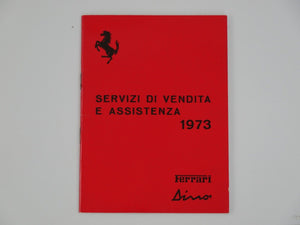 SERVIZI DI VENDITA
E ASSISTENZA
1973
Ferrari
Dino